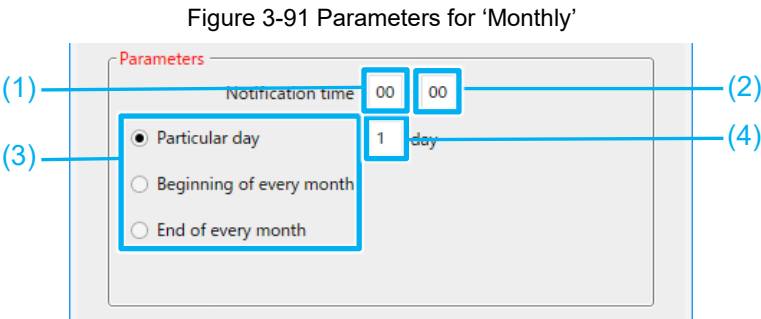 Figure 3-91 Parameters for ‘Monthly’
Parameters
(1) Notification time 00 00 (2)
Particular day 1 day (4)
(3)
Beginning of every month
End of every month